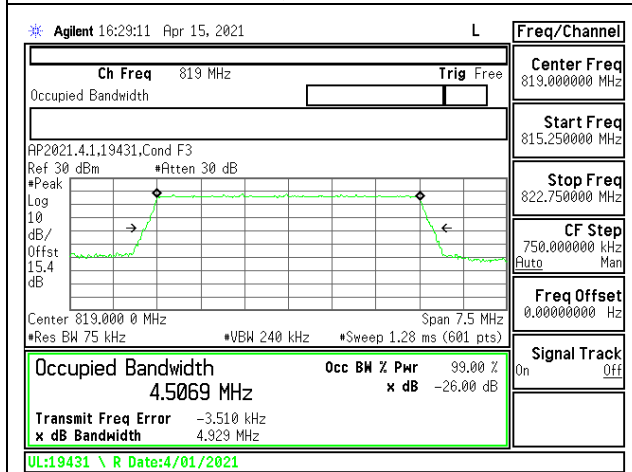 Agilent 16:29:11 Apr 15, 2021 L
Freq/Channel
Ch Freq 819 MHz Trig Free
Occupied Bandwidth
Center Freq
819.000000 MHz
Start Freq
815.250000 MHz
Stop Freq
822.750000 MHz
CF Step
750.000000 kHz
Auto Man
Freq Offset
0.00000000 Hz
Signal Track
On Off
AP2021.4.1,19431,Cond F3
Ref 30 dBm #Atten 30 dB
#Peak
Log
10
dB/
Offst
15.4
dB
Center 819.000 0 MHz Span 7.5 MHz
#Res BW 75 kHz #VBW 240 kHz #Sweep 1.28 ms (601 pts)
Occupied Bandwidth Occ BW % Pwr 99.00 %
4.5069 MHz x dB -26.00 dB
Transmit Freq Error -3.510 kHz
x dB Bandwidth 4.929 MHz
UL:19431 \ R Date:4/01/2021